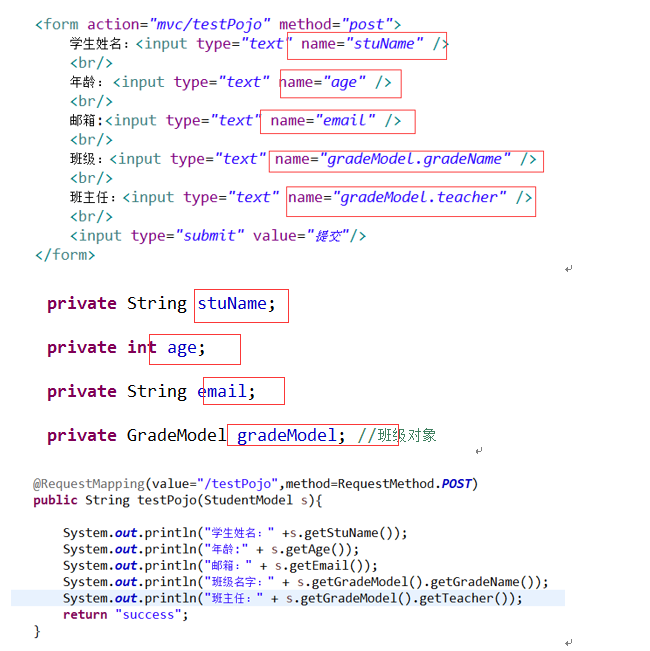 <form action="mvc/testPojo" method="post">
学生姓名：<input type="text" name="stuName" />
<br/>
年龄：<input type="text" name="age" />
<br/>
邮箱:<input type="text" name="email" />
<br/>
班级：<input type="text" name="gradeModel.gradeName" />
<br/>
班主任：<input type="text" name="gradeModel.teacher" />
<br/>
<input type="submit" value="提交"/>
</form>
private String stuName;
private int age;
private String email;
private GradeModel gradeModel; //班级对象
@RequestMapping(value="/testPojo",method=RequestMethod.POST)
public String testPojo(StudentModel s){
System.out.println("学生姓名：" +s.getStuName());
System.out.println("年龄:" + s.getAge());
System.out.println("邮箱：" + s.getEmail());
System.out.println("班级名字：" + s.getGradeModel().getGradeName());
System.out.println("班主任：" + s.getGradeModel().getTeacher());
return "success";
}